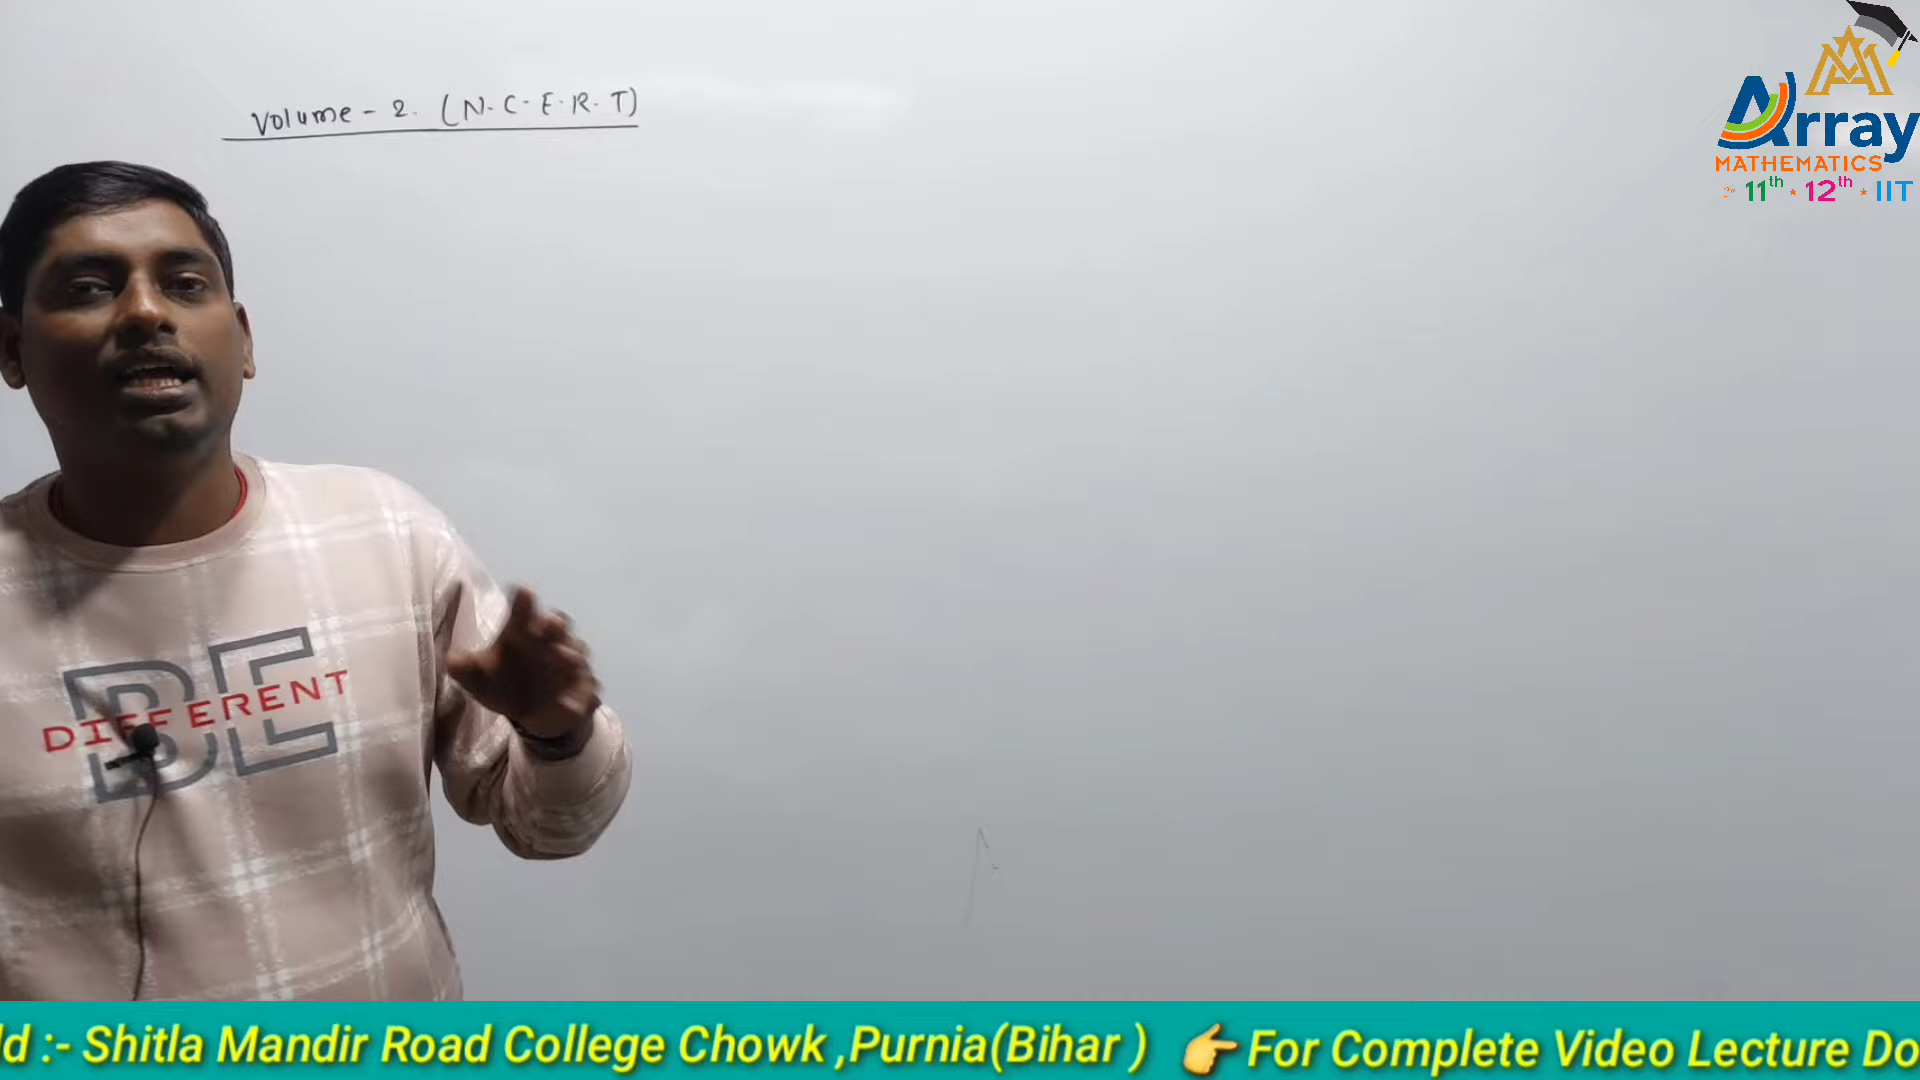 Volume - 2. (N.C.E.R.T)
Array
MATHEMATICS
11th * 12th * IIT
BE
DIFFERENT
ld :- Shitla Mandir Road College Chowk ,Purnia(Bihar ) 👉 For Complete Video Lecture Do